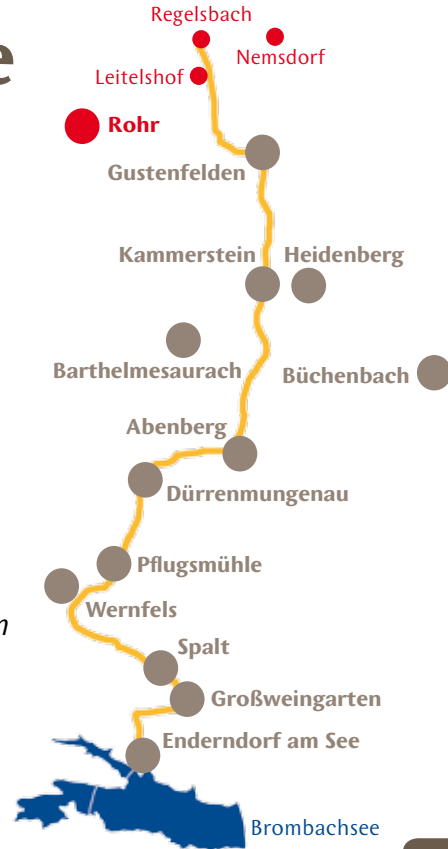 Regelsbach
e
Nemsdorf
Leitelshof
Rohr
Gustenfelden
Kammerstein
Heidenberg
Barthelmesaurach
Büchenbach
Abenberg
Dürrenmungenau
Pflugsmühle
Wernfels
n
Spalt
Großweingarten
Enderndorf am See
Brombachsee